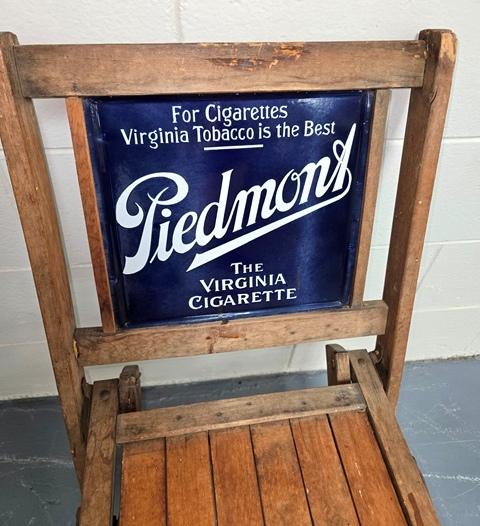 For Cigarettes
Virginia Tobacco is the Best
Piedmont
THE
VIRGINIA
CIGARETTE